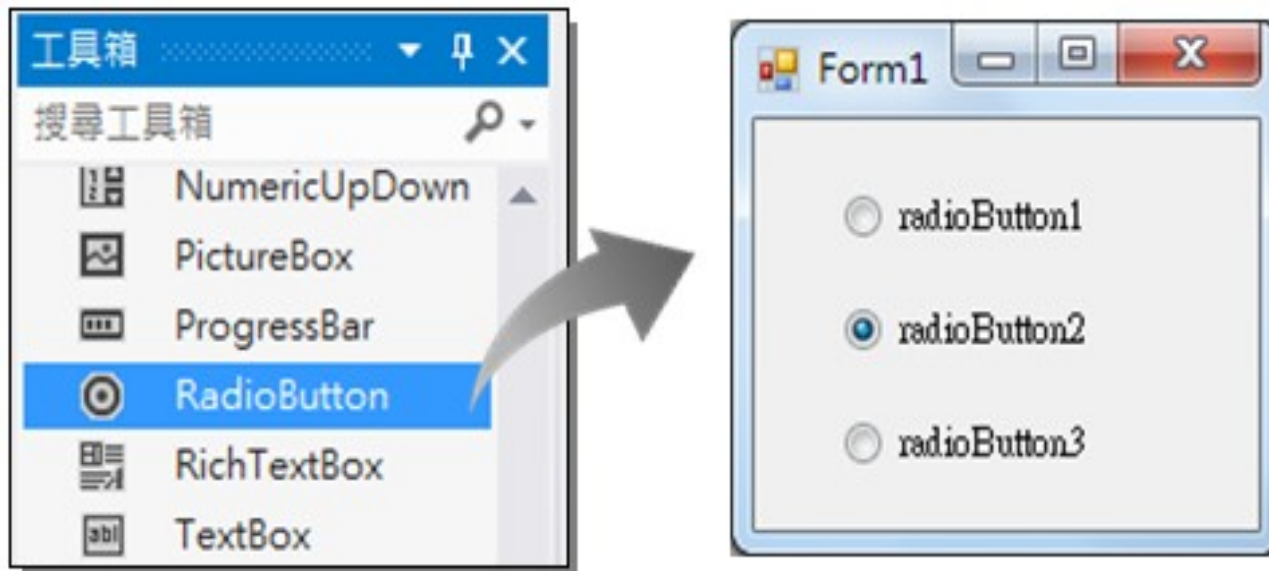 工具箱
搜尋工具箱
NumericUpDown
PictureBox
ProgressBar
RadioButton
RichTextBox
TextBox
Form1
radioButton1
radioButton2
radioButton3